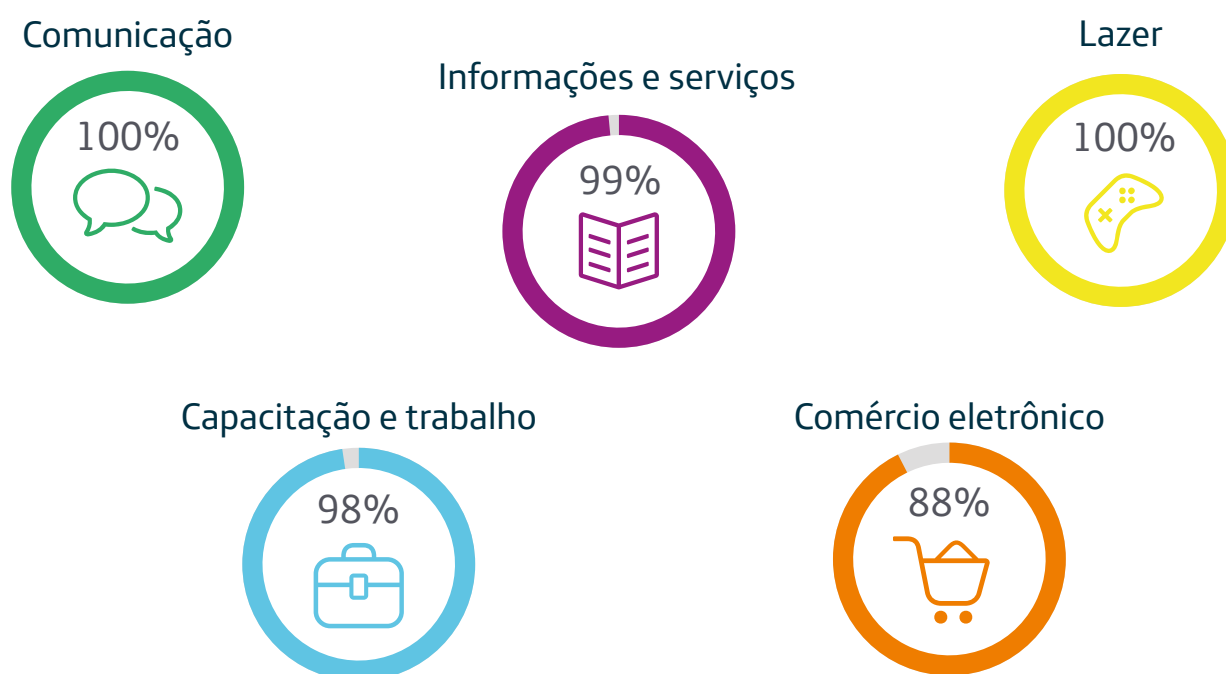 Comunicação
100%
Informações e serviços
99%
Lazer
100%
Capacitação e trabalho
98%
Comércio eletrônico
88%